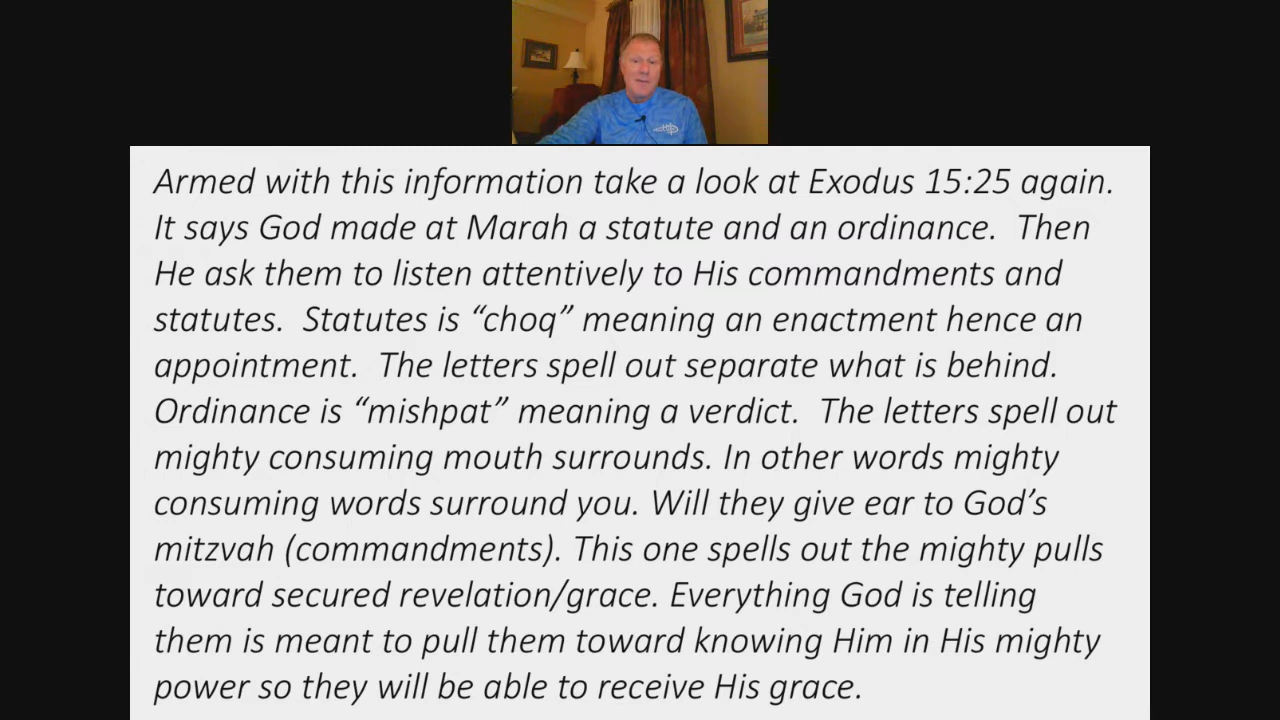 Armed with this information take a look at Exodus 15:25 again.
It says God made at Marah a statute and an ordinance.  Then
He ask them to listen attentively to His commandments and
statutes.  Statutes is “choq” meaning an enactment hence an
appointment.  The letters spell out separate what is behind.
Ordinance is “mishpat” meaning a verdict.  The letters spell out
mighty consuming mouth surrounds. In other words mighty
consuming words surround you. Will they give ear to God’s
mitzvah (commandments). This one spells out the mighty pulls
toward secured revelation/grace. Everything God is telling
them is meant to pull them toward knowing Him in His mighty
power so they will be able to receive His grace.